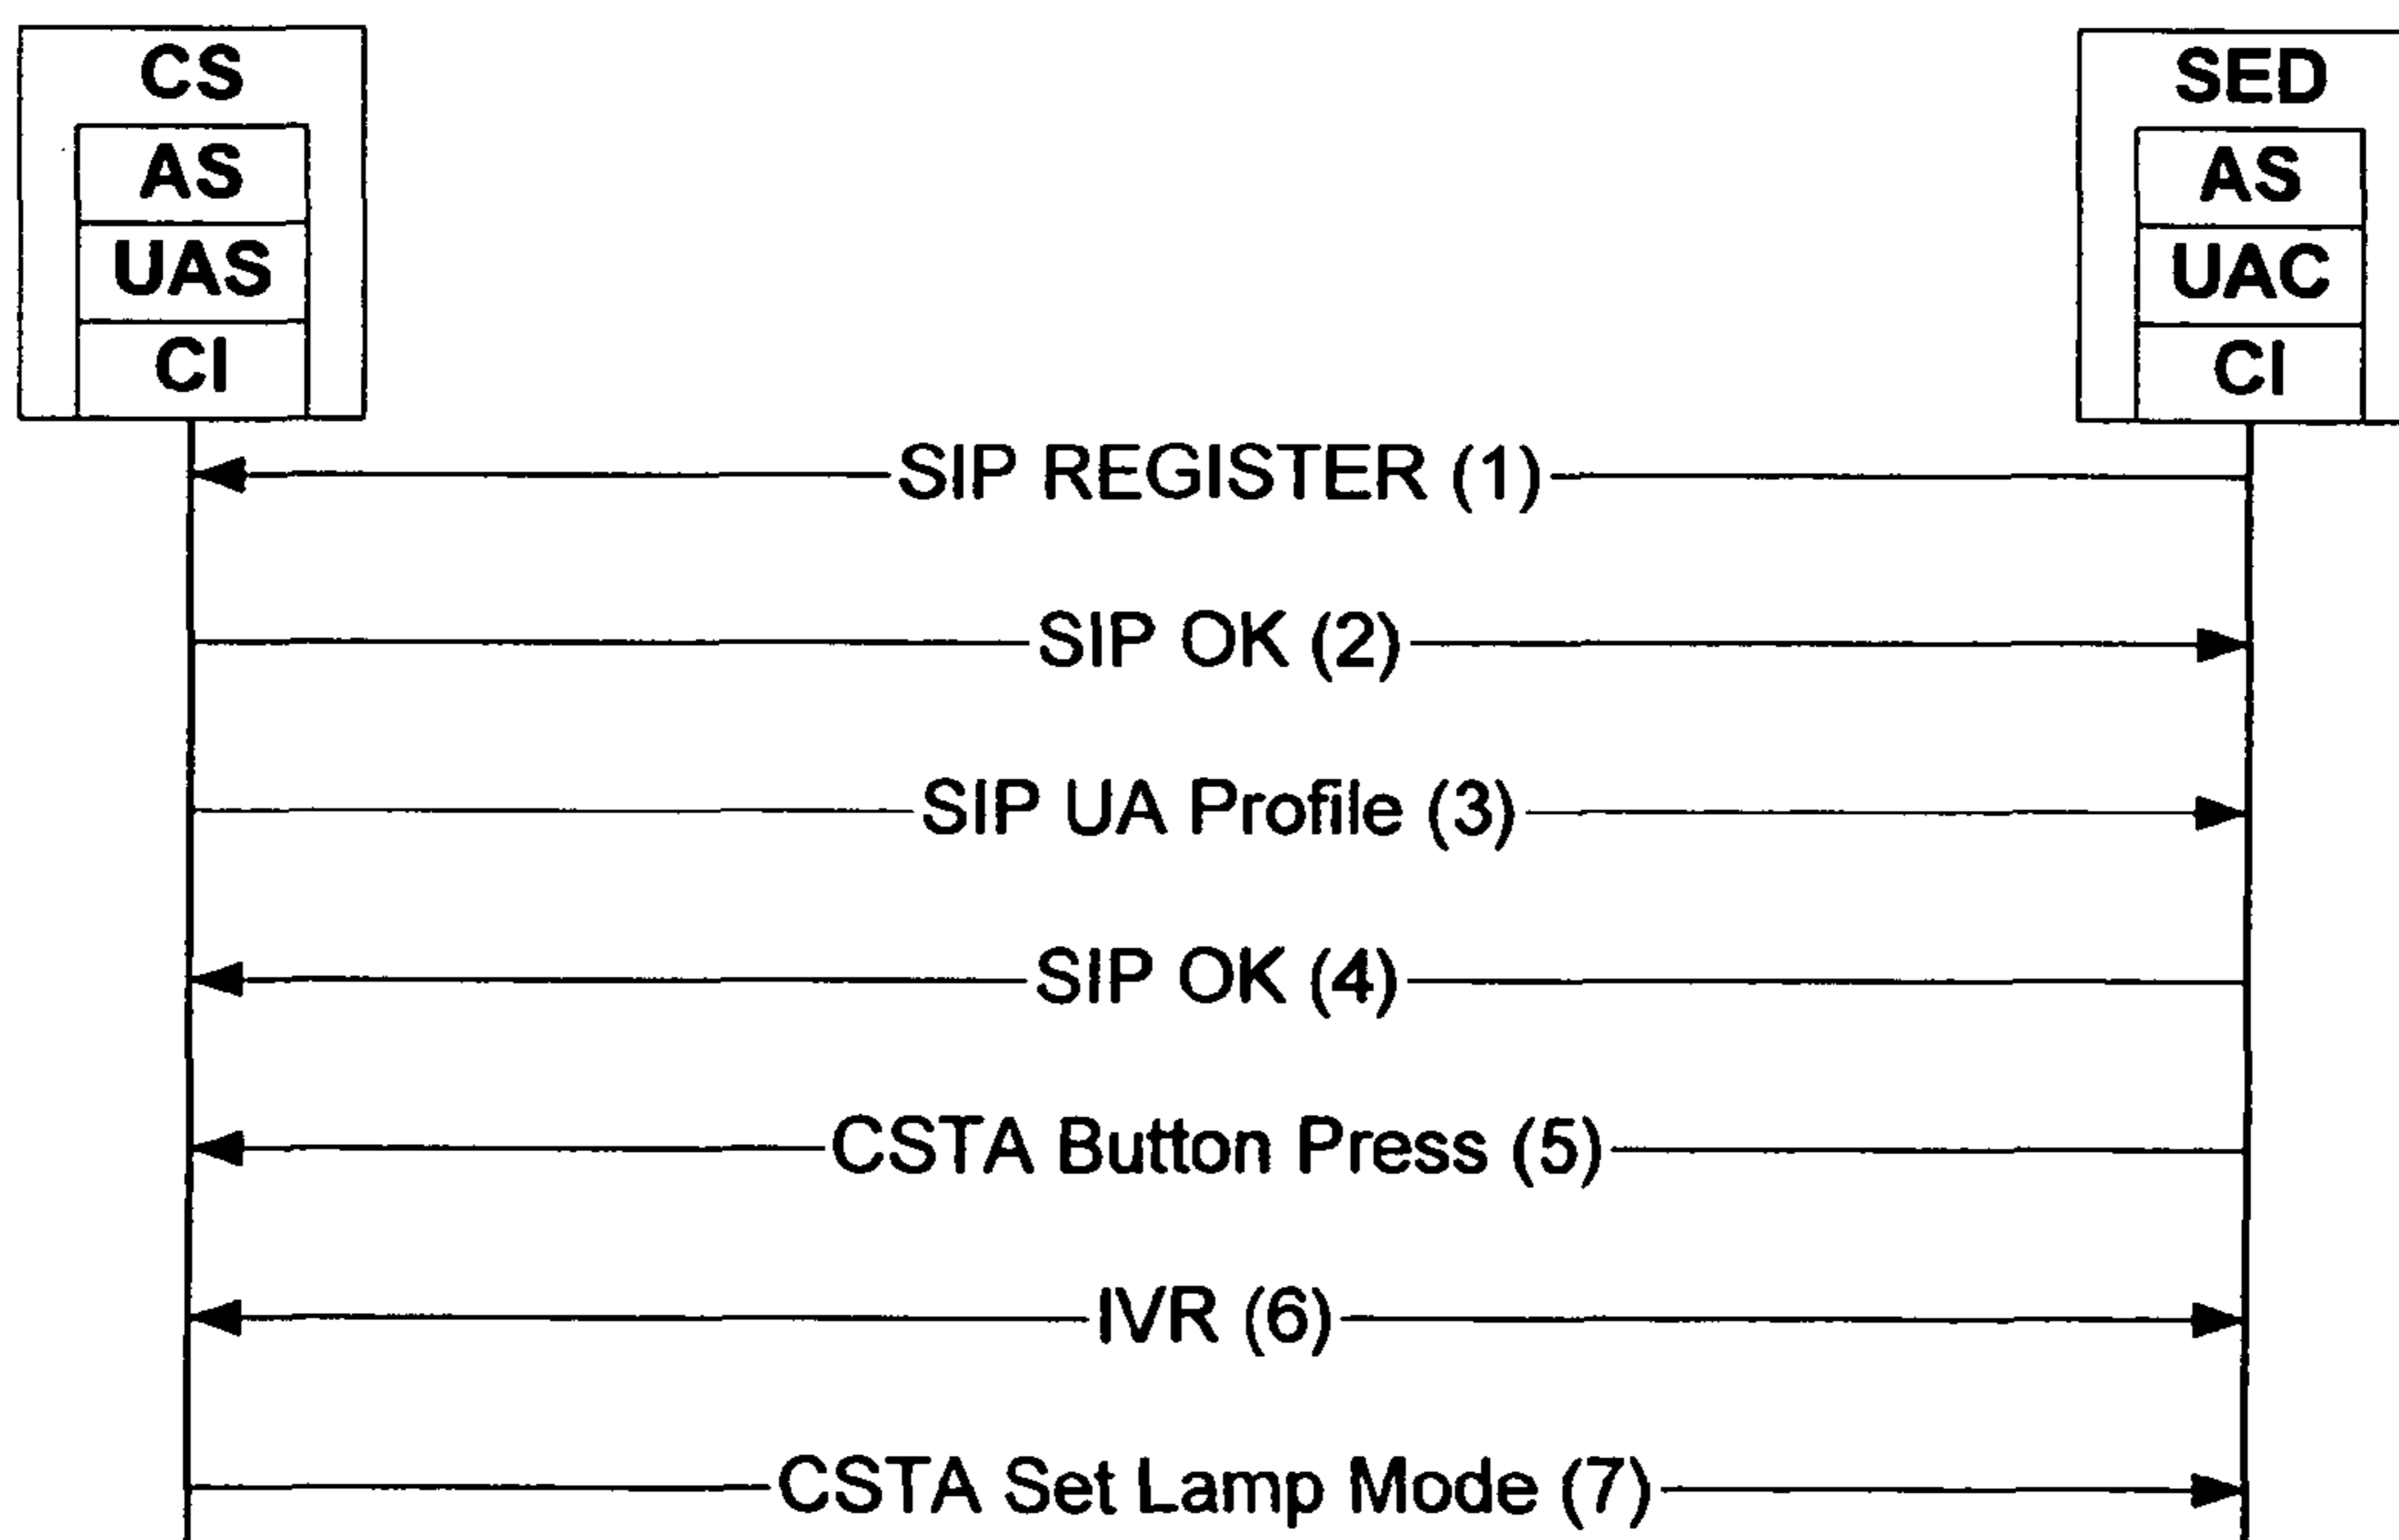 CS
AS
UAS
CI
SED
AS
UAC
CI
SIP REGISTER (1)
SIP OK (2)
SIP UA Profile (3)
SIP OK (4)
CSTA Button Press (5)
IVR (6)
CSTA Set Lamp Mode (7)